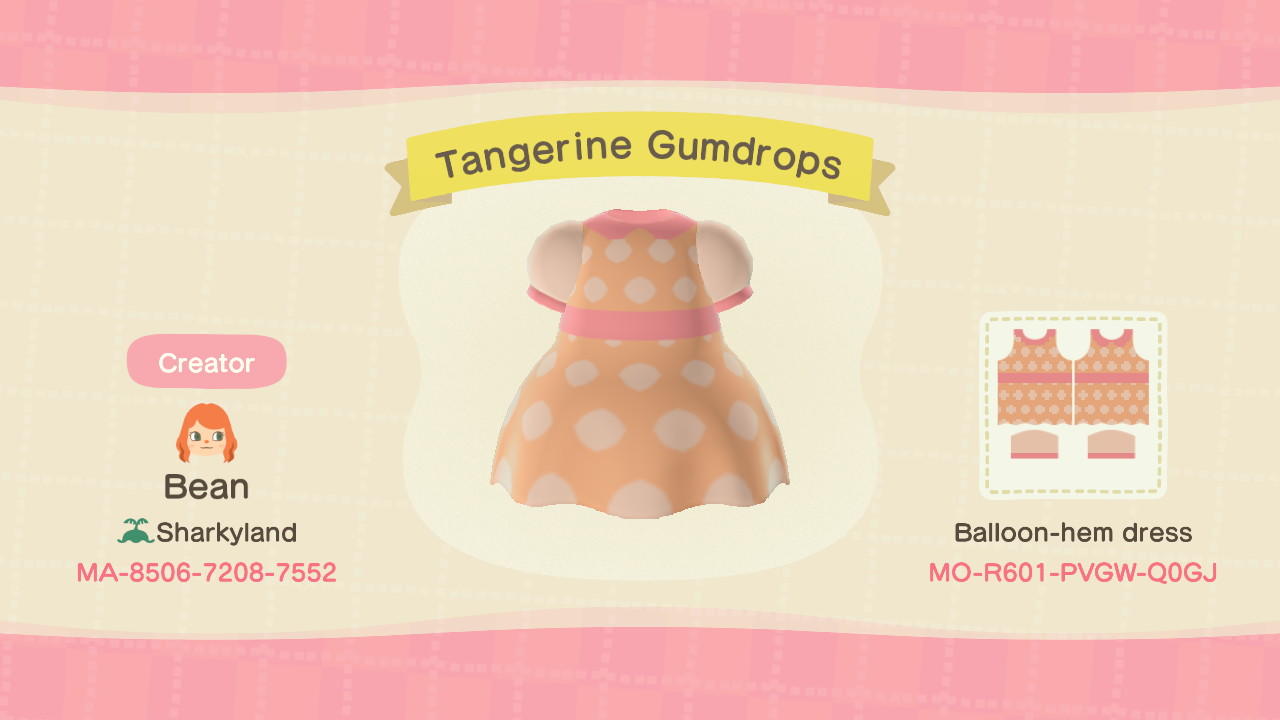 Tangerine Gumdrops
Creator
Bean
Sharkyland
MA-8506-7208-7552
Balloon-hem dress
MO-R601-PVGW-Q0GJ